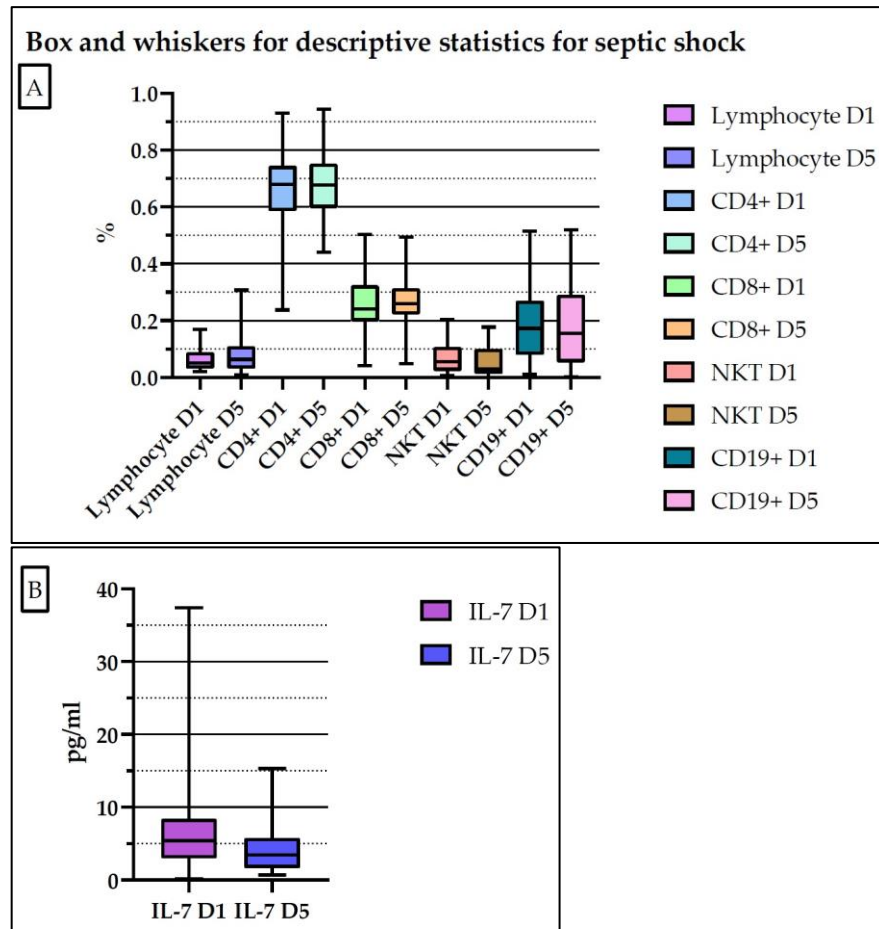 Box and whiskers for descriptive statistics for septic shock
A
1.0
0.8
0.6
0.4
0.2
0.0
%
Lymphocyte D1
Lymphocyte D5
CD4+ D1
CD4+ D5
CD8+ D1
CD8+ D5
NKT D1
NKT D5
CD19+ D1
CD19+ D5
Lymphocyte D1
Lymphocyte D5
CD4+ D1
CD4+ D5
CD8+ D1
CD8+ D5
NKT D1
NKT D5
CD19+ D1
CD19+ D5
B
40
30
20
10
0
pg/ml
IL-7 D1 IL-7 D5
IL-7 D1
IL-7 D5